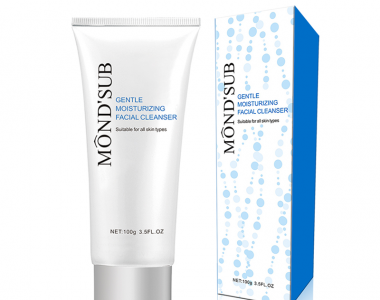 MÔND'SUB
GENTLE
MOISTURIZING
FACIAL CLEANSER
Suitable for all skin types
NET:100g 3.5FL.OZ
MÔND'SUB
GENTLE
MOISTURIZING
FACIAL CLEANSER
Suitable for all skin types
NET:100g 3.5FL.OZ